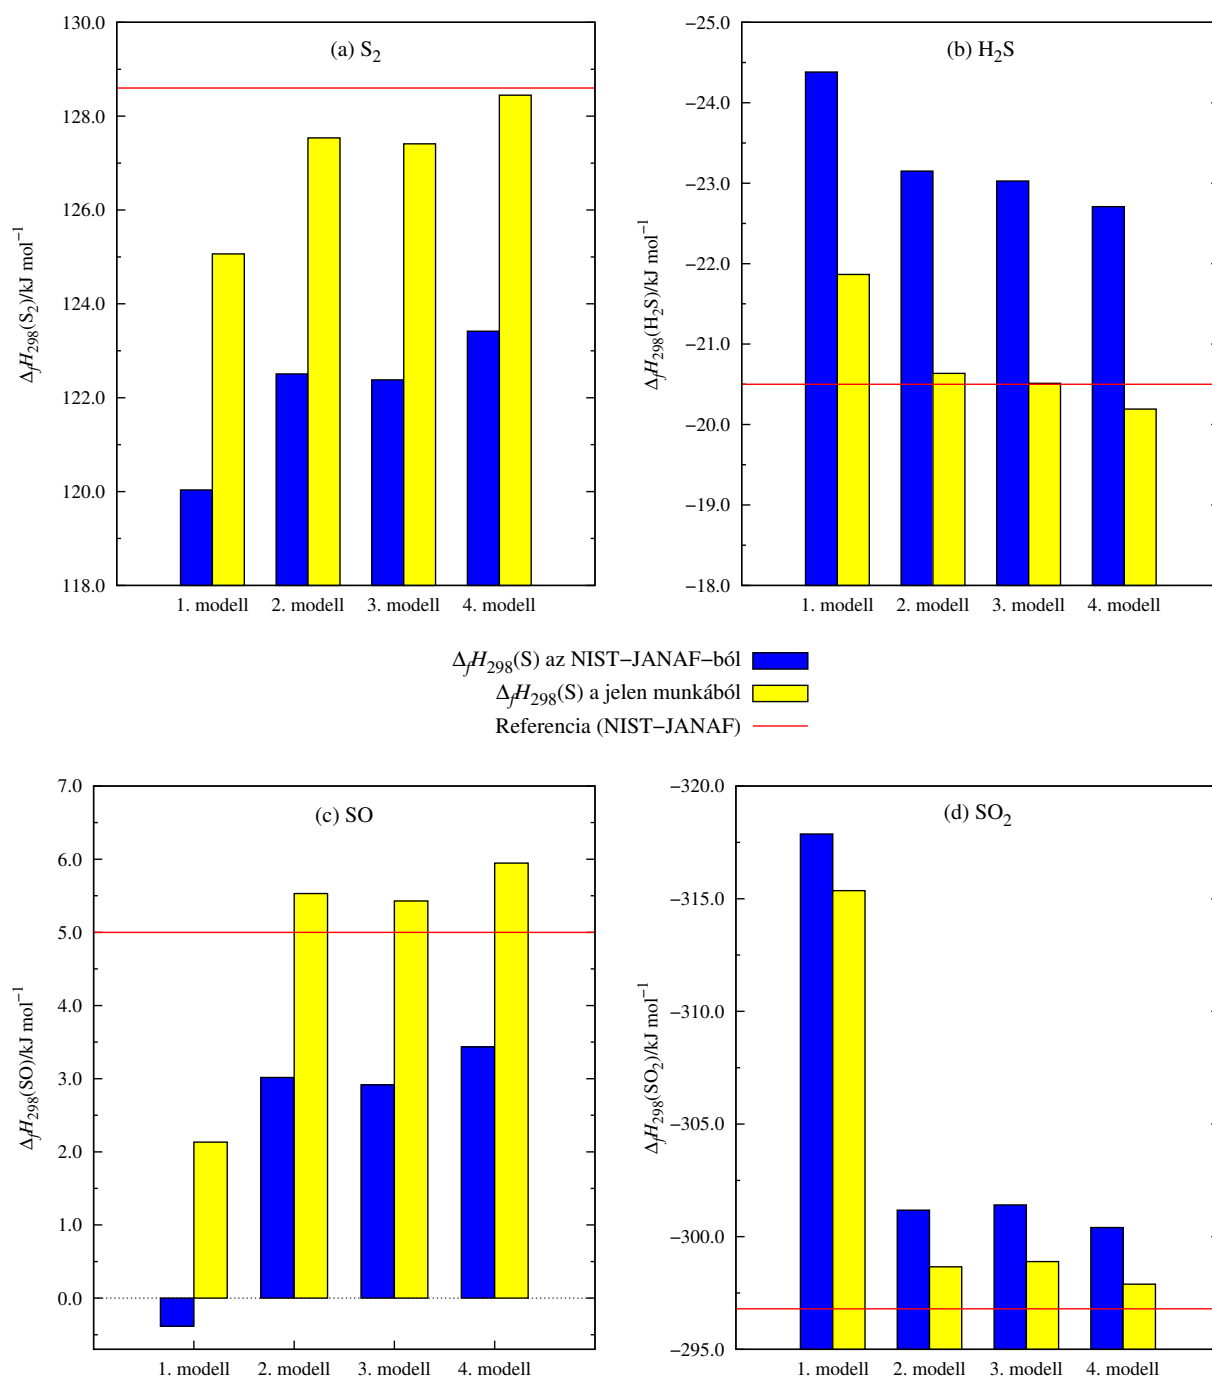 (a) S₂
130.0
128.0
126.0
124.0
122.0
120.0
118.0
ΔfH₂₉₈(S₂)/kJ mol⁻¹
1. modell 2. modell 3. modell 4. modell
(b) H₂S
−25.0
−24.0
−23.0
−22.0
−21.0
−20.0
−19.0
−18.0
ΔfH₂₉₈(H₂S)/kJ mol⁻¹
1. modell 2. modell 3. modell 4. modell
ΔfH₂₉₈(S) az NIST−JANAF−ból
ΔfH₂₉₈(S) a jelen munkából
Referencia (NIST−JANAF)
(c) SO
7.0
6.0
5.0
4.0
3.0
2.0
1.0
0.0
ΔfH₂₉₈(SO)/kJ mol⁻¹
1. modell 2. modell 3. modell 4. modell
(d) SO₂
−320.0
−315.0
−310.0
−305.0
−300.0
−295.0
ΔfH₂₉₈(SO₂)/kJ mol⁻¹
1. modell 2. modell 3. modell 4. modell